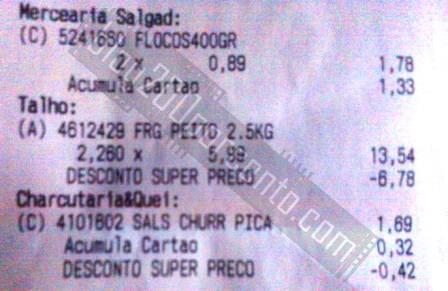 Mercearia Salgad:
(C) 5241680 FLOCOS400GR
2 x 0,89 1,78
Acumula Cartao 1,33
Talho:
(A) 4612429 FRG PEITO 2.5KG
2,260 x 5,99 13,54
DESCONTO SUPER PRECO -6,78
Charcutaria&Quei:
(C) 4101602 SALS CHURR PICA 1,69
Acumula Cartao 0,32
DESCONTO SUPER PRECO -0,42